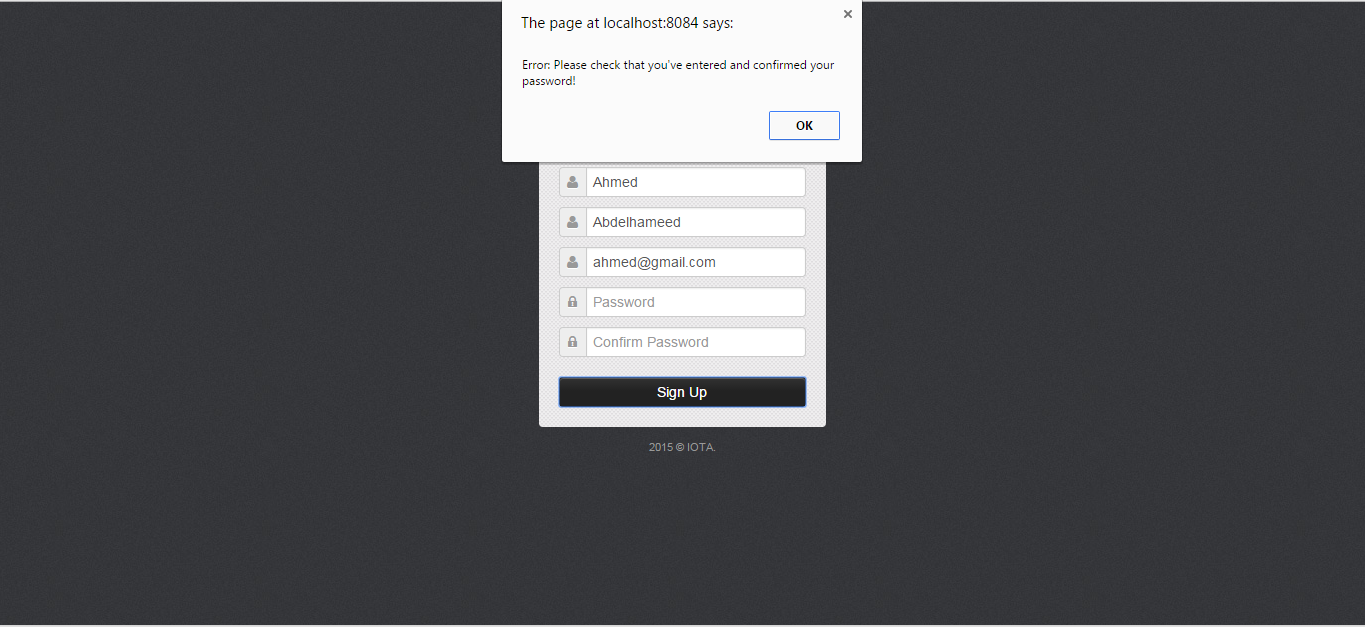 The page at localhost:8084 says:
Error: Please check that you've entered and confirmed your
password!
OK
Ahmed
Abdelhameed
ahmed@gmail.com
Password
Confirm Password
Sign Up
2015 © IOTA.